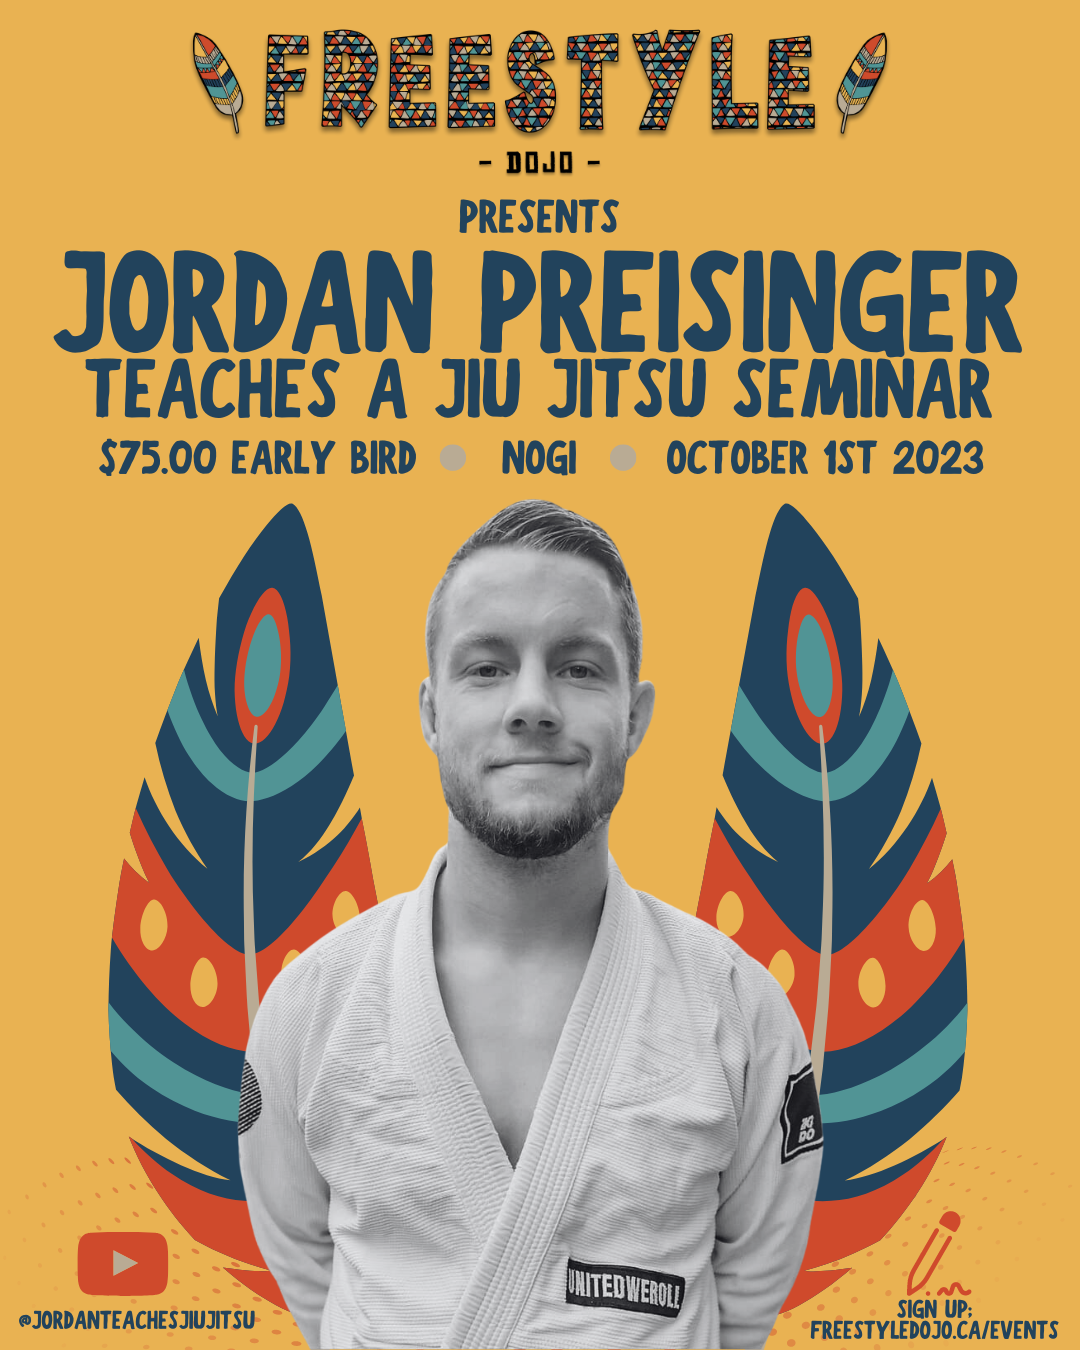 FREESTYLE
- DOJO -
PRESENTS
JORDAN PREISINGER
TEACHES A JIU JITSU SEMINAR
$75.00 EARLY BIRD NOGI OCTOBER 1ST 2023
UNITEDWEROLL
@JORDANTEACHESJIUJITSU
SIGN UP:
FREESTYLEDOJO.CA/EVENTS